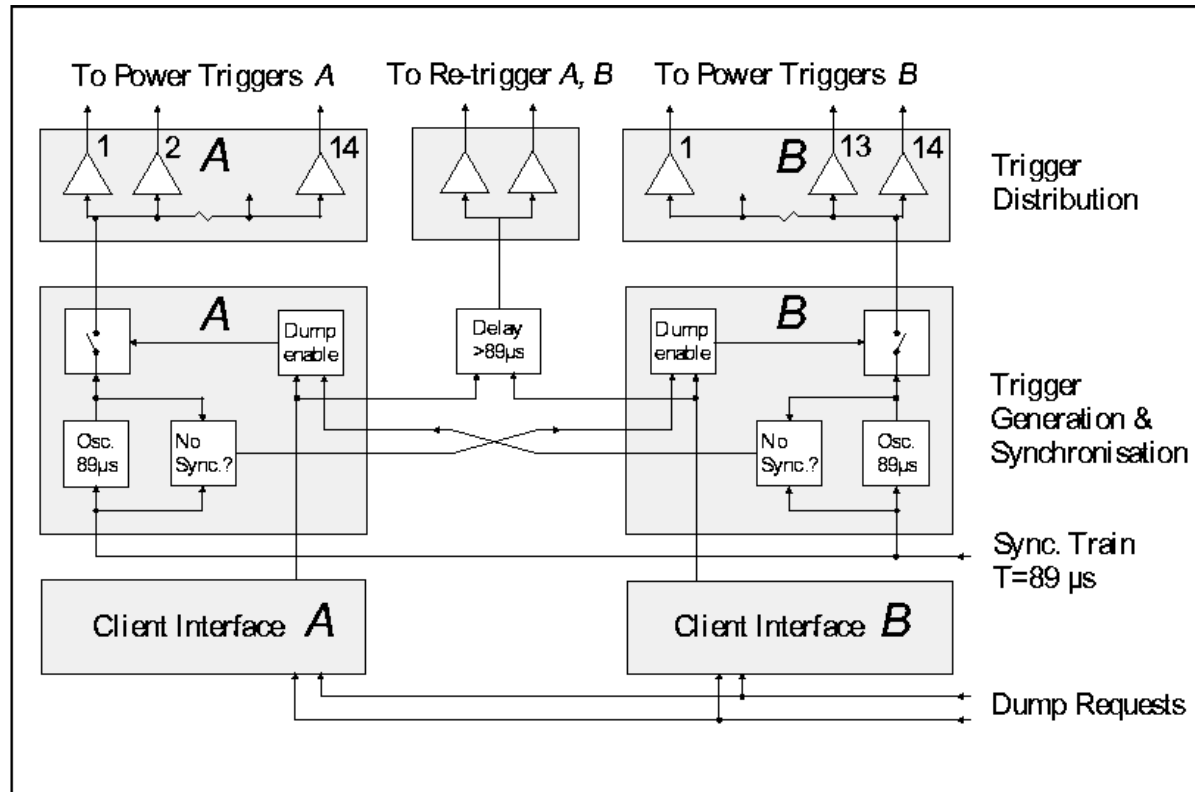 To Power Triggers A
To Re-trigger A, B
To Power Triggers B
1
2
A
14
1
B
13
14
Trigger
Distribution
A
Dump
enable
Delay
>89µs
Dump
enable
B
Osc.
89µs
No
Sync.?
No
Sync.?
Osc.
89µs
Trigger
Generation &
Synchronisation
Sync. Train
T=89 µs
Client Interface A
Client Interface B
Dump Requests